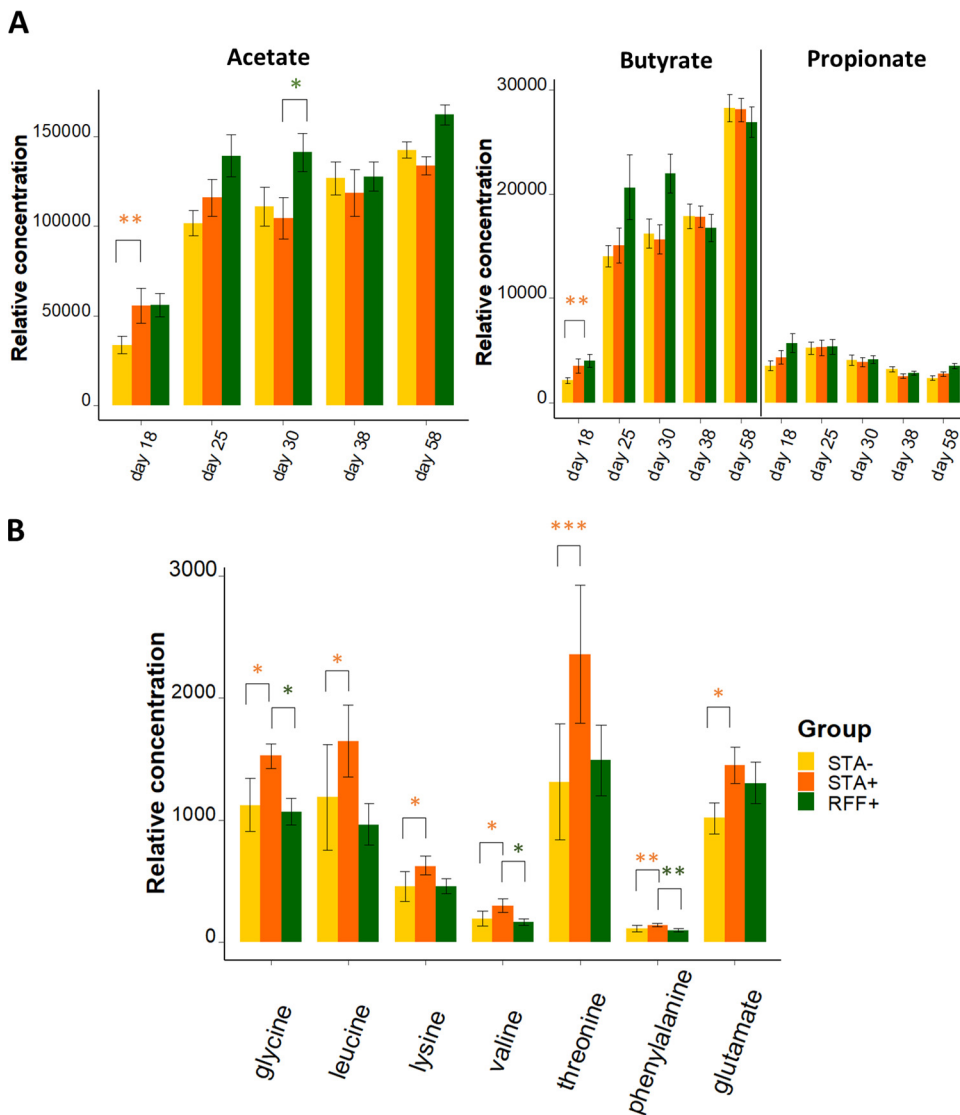 A
Acetate
Butyrate
Propionate
Relative concentration
150000
100000
50000
0
**
*
day 18
day 25
day 30
day 38
day 58
Relative concentration
30000
20000
10000
0
**
day 18
day 25
day 30
day 38
day 58
day 18
day 25
day 30
day 38
day 58
B
Relative concentration
3000
2000
1000
0
*
*
*
*
*
*
***
**
**
*
glycine
leucine
lysine
valine
threonine
phenylalanine
glutamate
Group
STA-
STA+
RFF+